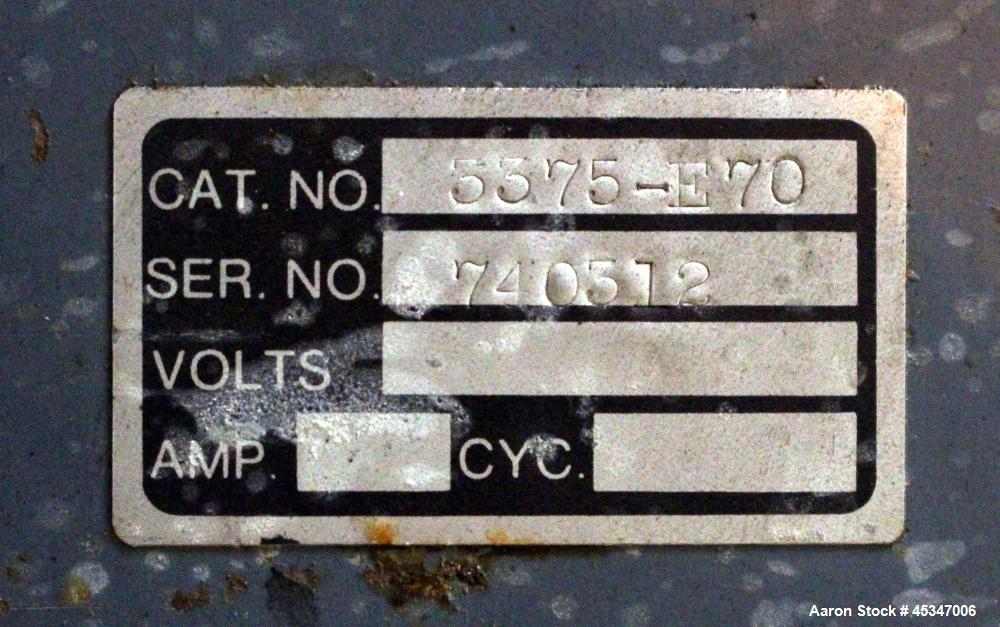 CAT. NO. 5375-E70
SER. NO. 740512
VOLTS
AMP. CYC.
Aaron Stock # 45347006